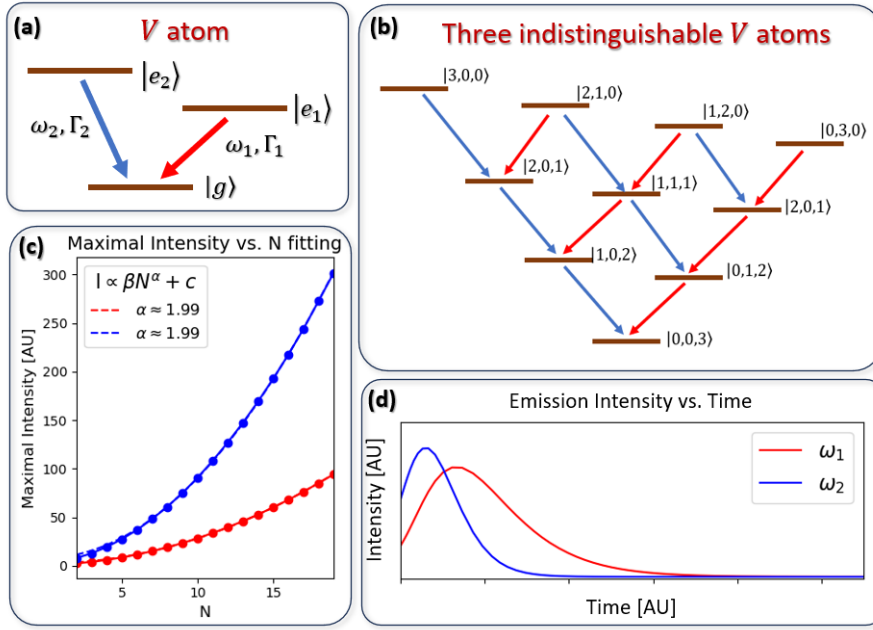 (a)
V atom
|e₂⟩
|e₁⟩
ω₂, Γ₂
ω₁, Γ₁
|g⟩
(b)
Three indistinguishable V atoms
|3,0,0⟩
|2,1,0⟩
|1,2,0⟩
|0,3,0⟩
|2,0,1⟩
|1,1,1⟩
|2,0,1⟩
|1,0,2⟩
|0,1,2⟩
|0,0,3⟩
(c)
Maximal Intensity vs. N fitting
I ∝ βN^α + c
α ≈ 1.99
α ≈ 1.99
Maximal Intensity [AU]
300
250
200
150
100
50
0
5
10
15
N
(d)
Emission Intensity vs. Time
ω₁
ω₂
Intensity [AU]
Time [AU]